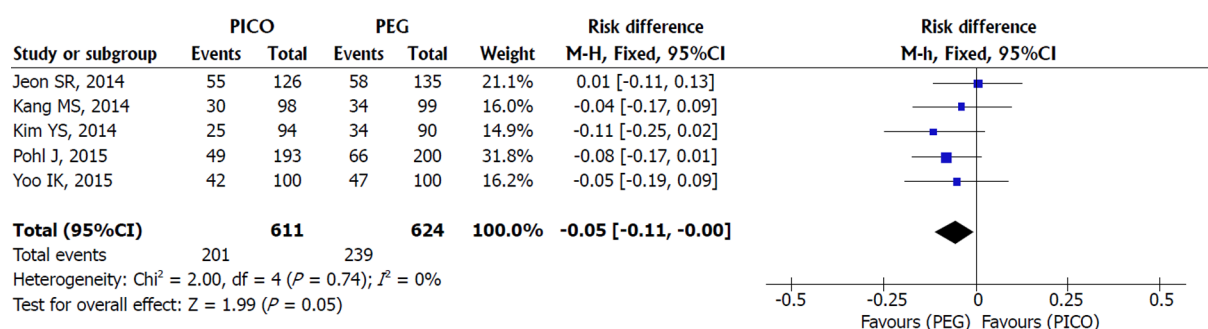 PICO PEG Risk difference Risk difference
Study or subgroup Events Total Events Total Weight M-H, Fixed, 95%CI M-h, Fixed, 95%CI
Jeon SR, 2014 55 126 58 135 21.1% 0.01 [-0.11, 0.13]
Kang MS, 2014 30 98 34 99 16.0% -0.04 [-0.17, 0.09]
Kim YS, 2014 25 94 34 90 14.9% -0.11 [-0.25, 0.02]
Pohl J, 2015 49 193 66 200 31.8% -0.08 [-0.17, 0.01]
Yoo IK, 2015 42 100 47 100 16.2% -0.05 [-0.19, 0.09]
Total (95%CI) 611 624 100.0% -0.05 [-0.11, -0.00]
Total events 201 239
Heterogeneity: Chi² = 2.00, df = 4 (P = 0.74); I² = 0%
Test for overall effect: Z = 1.99 (P = 0.05)
-0.5 -0.25 0 0.25 0.5
Favours (PEG) Favours (PICO)